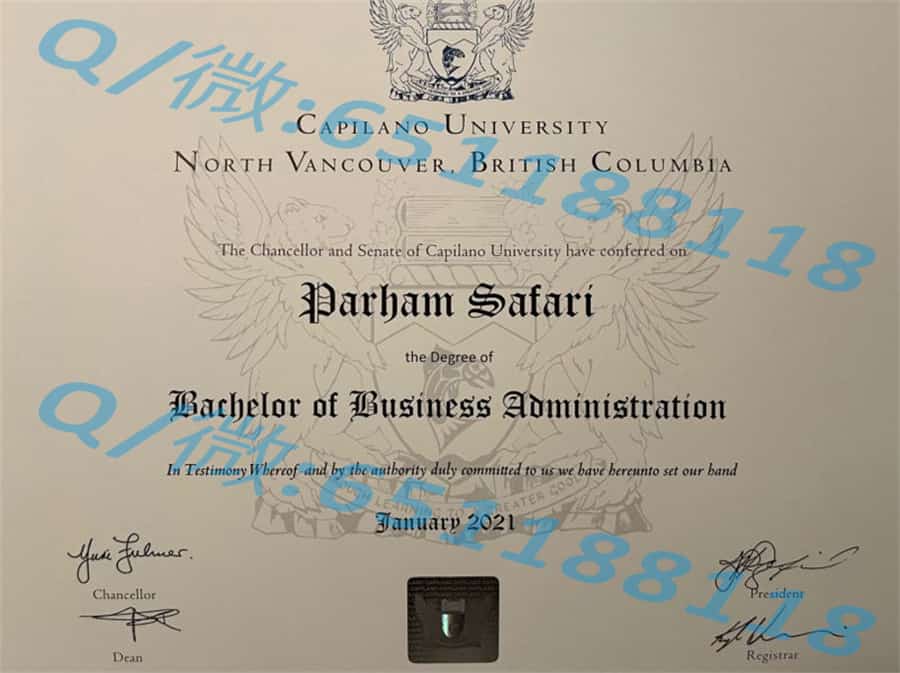 CAPILANO UNIVERSITY
NORTH VANCOUVER, BRITISH COLUMBIA
The Chancellor and Senate of Capilano University have conferred on
Parham Safari
the Degree of
Bachelor of Business Administration
In Testimony Whereof and by the authority duly committed to us we have hereunto set our hand
January 2021
Chancellor
President
Dean
Registrar
Q/微:651188118
Q/微:651188118